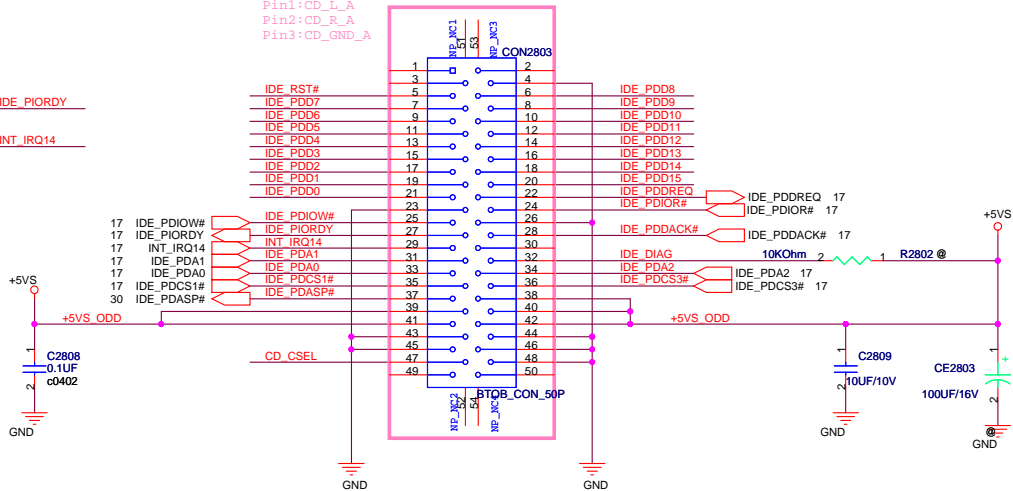 Pin1:CD_L_A
Pin2:CD_R_A
Pin3:CD_GND_A
NP_NC1
51
53
NP_NC3
CON2803
1 2
3 4
IDE_RST# 5 6 IDE_PDD8
IDE_PIORDY
IDE_PDD7 7 8 IDE_PDD9
IDE_PDD6 9 10 IDE_PDD10
IDE_PDD5 11 12 IDE_PDD11
INT_IRQ14
IDE_PDD4 13 14 IDE_PDD12
IDE_PDD3 15 16 IDE_PDD13
IDE_PDD2 17 18 IDE_PDD14
IDE_PDD1 19 20 IDE_PDD15
IDE_PDD0 21 22 IDE_PDDREQ IDE_PDDREQ 17
23 24 IDE_PDIOR# IDE_PDIOR# 17
+5VS
17 IDE_PDIOW# IDE_PDIOW# 25 26
17 IDE_PIORDY IDE_PIORDY 27 28 IDE_PDDACK# IDE_PDDACK# 17
17 INT_IRQ14 INT_IRQ14 29 30
17 IDE_PDA1 IDE_PDA1 31 32 IDE_DIAG 10KOhm 2 1 R2802 @
17 IDE_PDA0 IDE_PDA0 33 34 IDE_PDA2 IDE_PDA2 17
17 IDE_PDCS1# IDE_PDCS1# 35 36 IDE_PDCS3# IDE_PDCS3# 17
+5VS
30 IDE_PDASP# IDE_PDASP# 37 38
39 40
+5VS_ODD 41 42 +5VS_ODD
43 44
45 46
CD_CSEL 47 48
49 50
1
C2808
0.1UF
c0402
2
GND
1
C2809
10UF/10V
2
GND
1
+
CE2803
100UF/16V
2
@
GND
BTOB_CON_50P
NP_NC2
52
54
NP_NC4
GND
GND